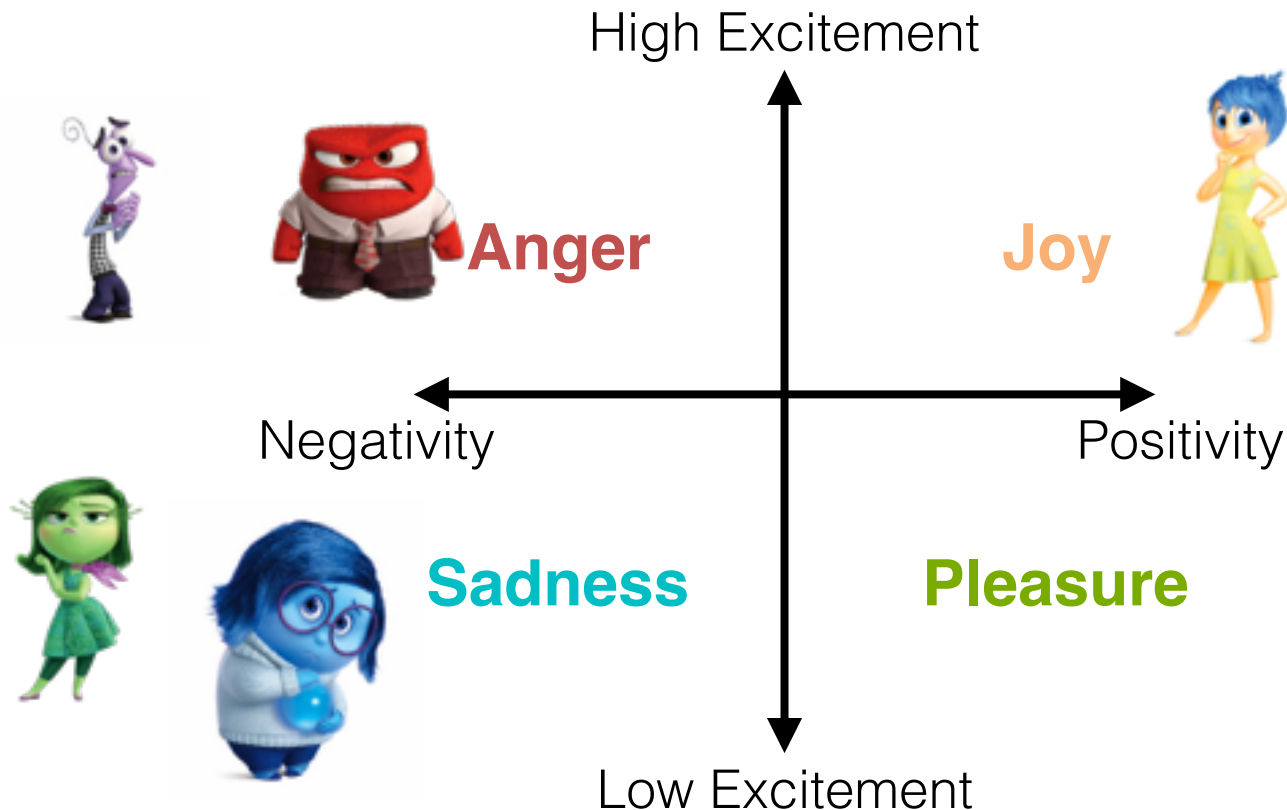 High Excitement
Anger
Joy
Negativity
Positivity
Sadness
Pleasure
Low Excitement